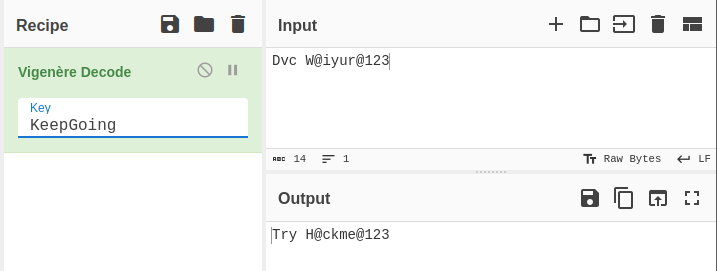 Recipe
Vigenère Decode
Key
KeepGoing
Input
Dvc W@iyur@123
ABC 14 1 Tr Raw Bytes LF
Output
Try H@ckme@123